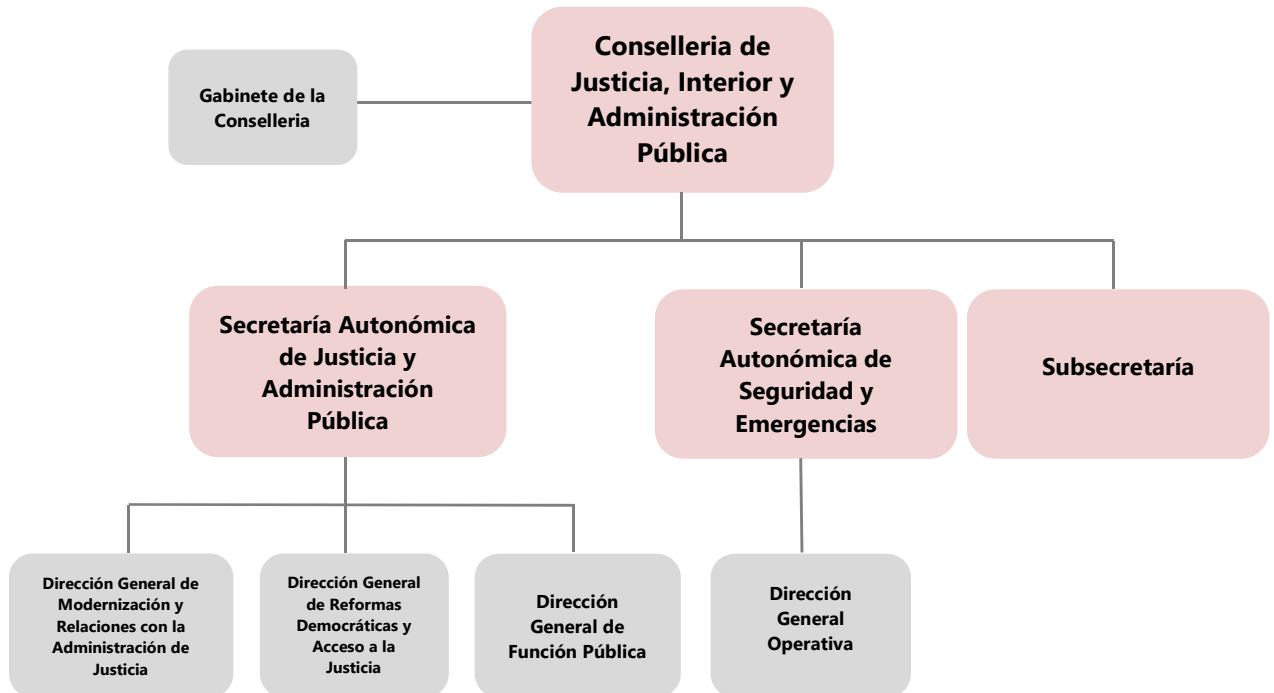 Conselleria de
Justicia, Interior y
Administración
Pública
Gabinete de la
Conselleria
Secretaría Autonómica
de Justicia y
Administración
Pública
Secretaría
Autonómica de
Seguridad y
Emergencias
Subsecretaría
Dirección General de
Modernización y
Relaciones con la
Administración de
Justicia
Dirección General
de Reformas
Democráticas y
Acceso a la
Justicia
Dirección
General de
Función Pública
Dirección
General
Operativa